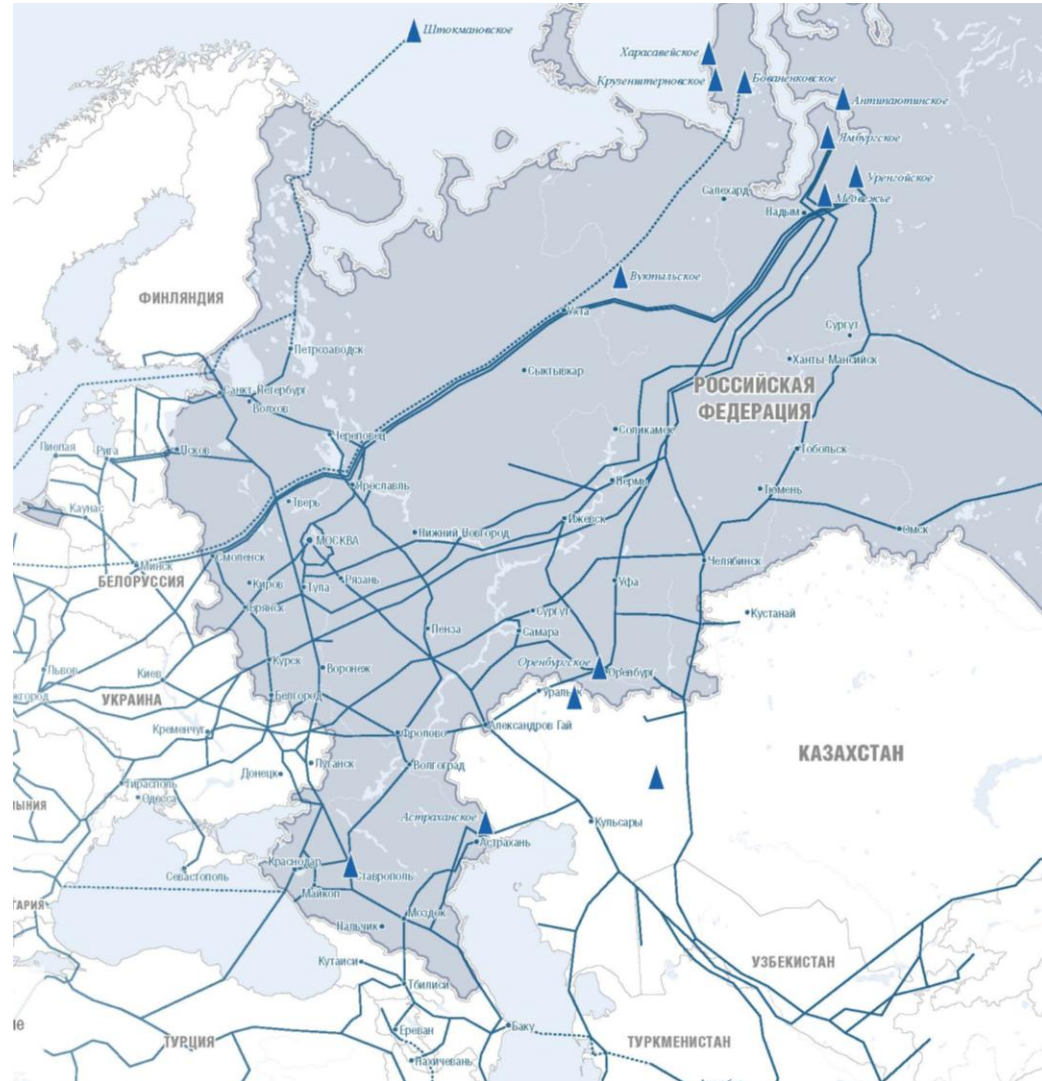 Штокмановское
Харасавейское
Крузенштерновское
Бованенковское
Антипаютинское
Ямбургское
Уренгойское
Медвежье
Салехард
Надым
Вуктыльское
ФИНЛЯНДИЯ
Ухта
Петрозаводск
Сургут
Ханты-Мансийск
Сыктывкар
РОССИЙСКАЯ
ФЕДЕРАЦИЯ
Санкт-Петербург
Волхов
Череповец
Соликамск
Лиепая
Рига
Псков
Тобольск
Ярославль
Пермь
Тюмень
Тверь
Каунас
Ижевск
Нижний Новгород
Омск
МОСКВА
Смоленск
Минск
Челябинск
БЕЛОРУССИЯ
Киров
Тула
Рязань
Уфа
Брянск
Сургут
Кустанай
Пенза
Самара
Курск
Воронеж
Оренбургское
Оренбург
Львов
Киев
жгород
УКРАИНА
Белгород
Уральск
Александров Гай
Кременчуг
Фролово
КАЗАХСТАН
Луганск
Волгоград
Донецк
Тирасполь
Одесса
ЫНИЯ
Астраханское
Кульсары
Астрахань
Краснодар
Ставрополь
Севастополь
Майкоп
ГАРИЯ
Моздок
Нальчик
Кутаиси
УЗБЕКИСТАН
Тбилиси
Ереван
Баку
ТУРЦИЯ
ТУРКМЕНИСТАН
Нахичевань